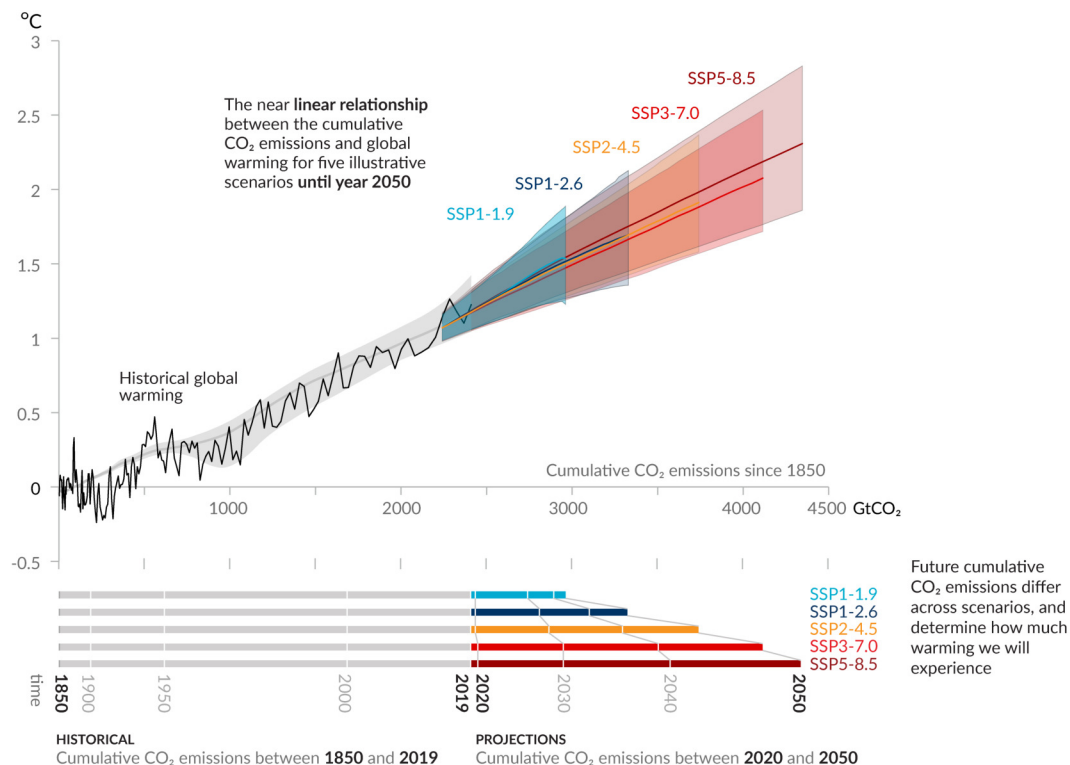 °C
3
2.5
2
1.5
1
0.5
0
-0.5
The near linear relationship
between the cumulative
CO₂ emissions and global
warming for five illustrative
scenarios until year 2050
SSP5-8.5
SSP3-7.0
SSP2-4.5
SSP1-2.6
SSP1-1.9
Historical global
warming
Cumulative CO₂ emissions since 1850
1000 2000 3000 4000 4500 GtCO₂
SSP1-1.9
SSP1-2.6
SSP2-4.5
SSP3-7.0
SSP5-8.5
Future cumulative
CO₂ emissions differ
across scenarios, and
determine how much
warming we will
experience
time 1850 1900 1950 2000 2019 2020 2030 2040 2050
HISTORICAL
Cumulative CO₂ emissions between 1850 and 2019
PROJECTIONS
Cumulative CO₂ emissions between 2020 and 2050